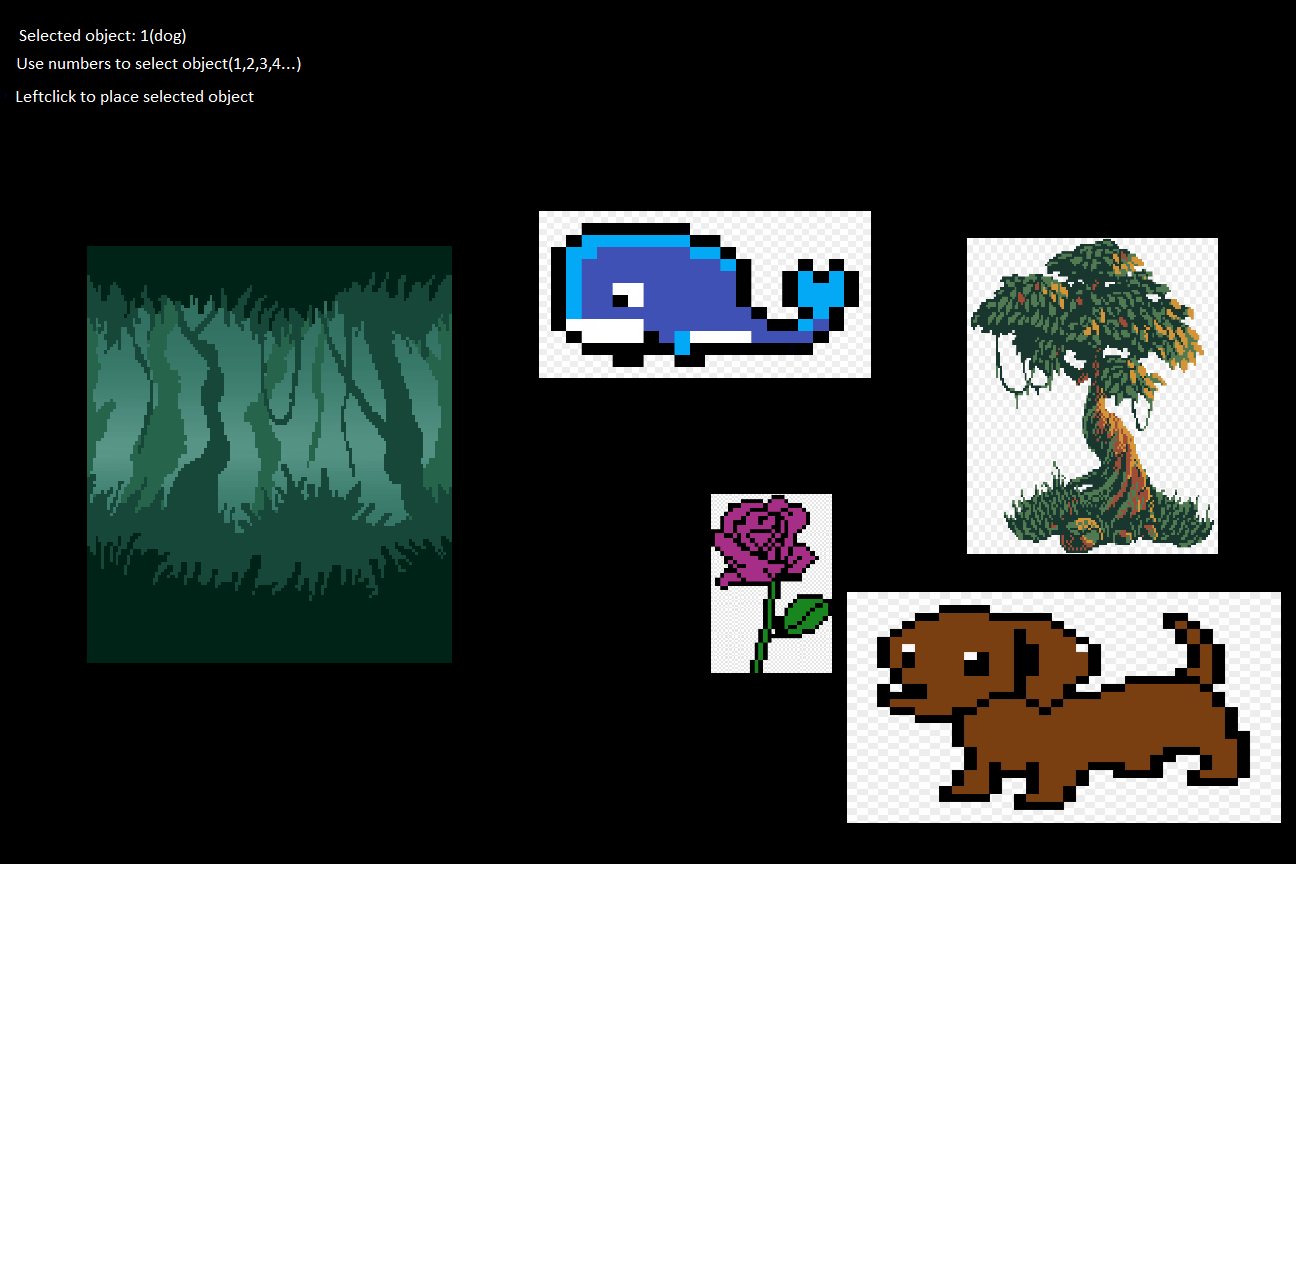 Selected object: 1(dog)
Use numbers to select object(1,2,3,4...)
Leftclick to place selected object